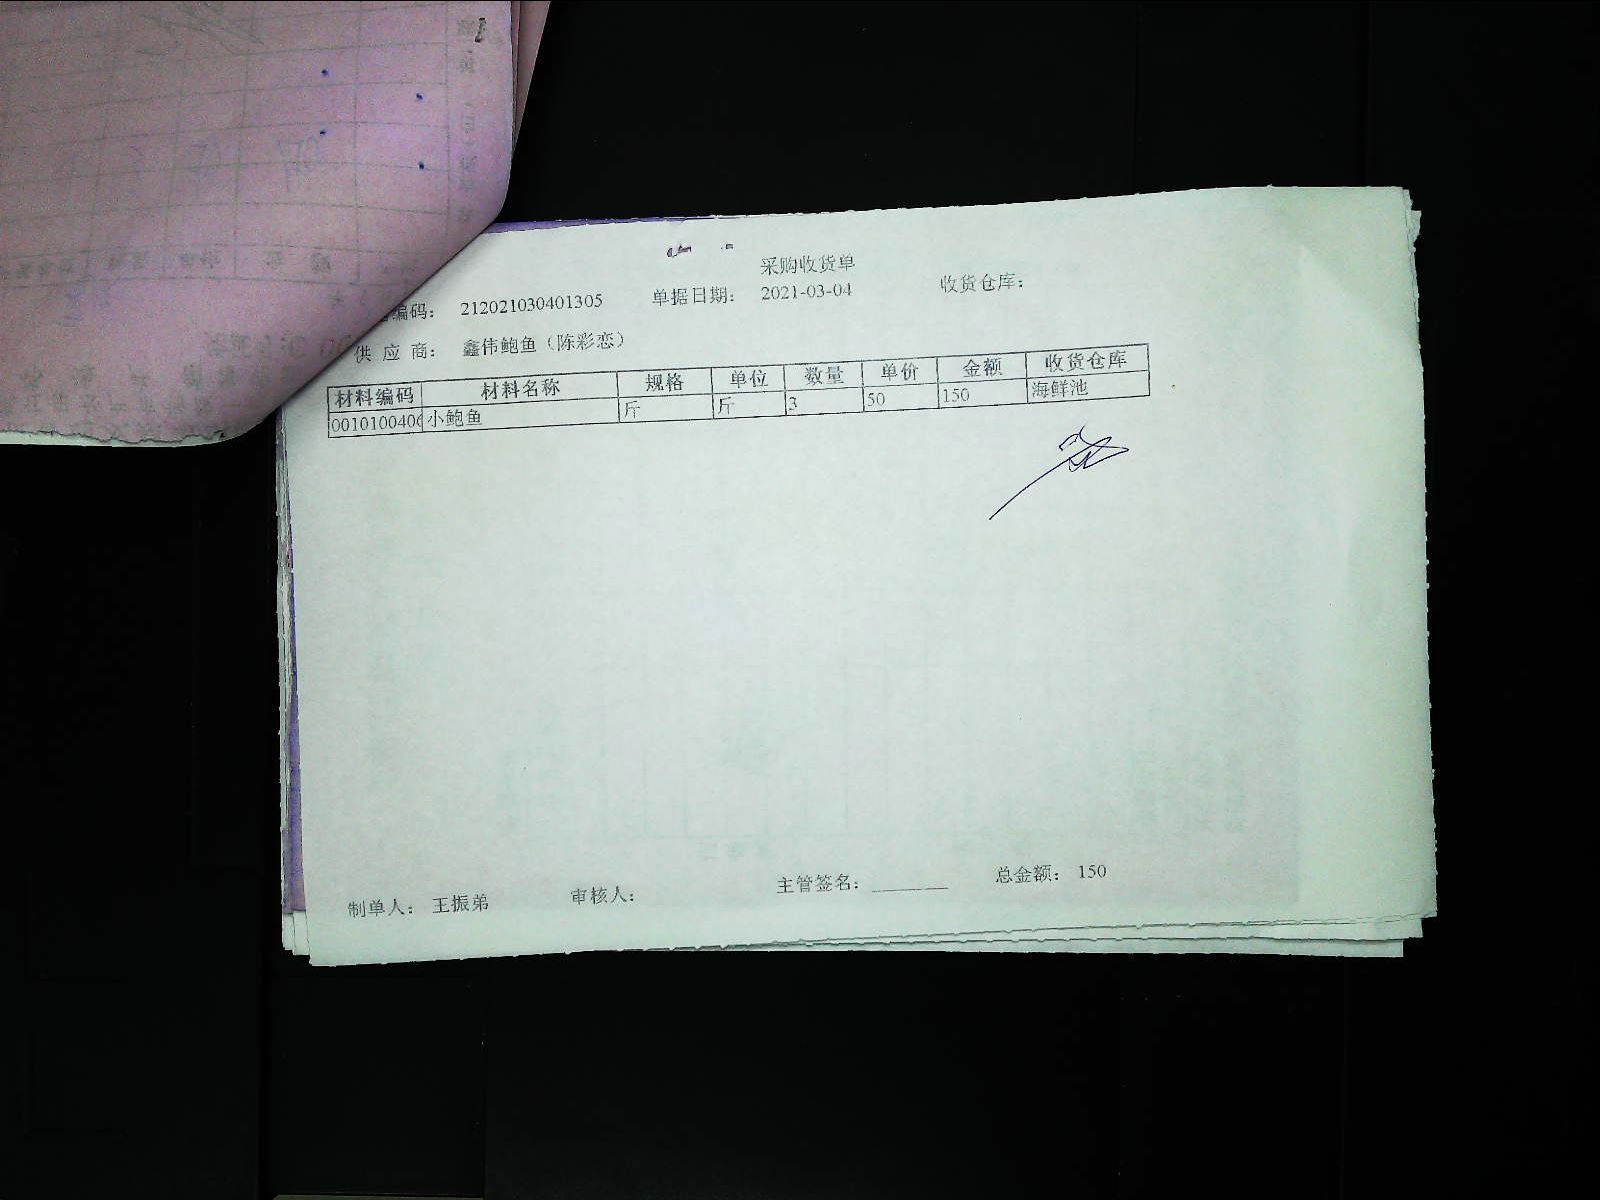 采购收货单
编码： 212021030401305 单据日期： 2021-03-04 收货仓库：
供 应 商： 鑫伟鲍鱼（陈彩恋）
材料编码 材料名称 规格 单位 数量 单价 金额 收货仓库
0010100406 小鲍鱼 斤 斤 3 50 150 海鲜池
制单人： 王振弟 审核人： 主管签名： 总金额： 150